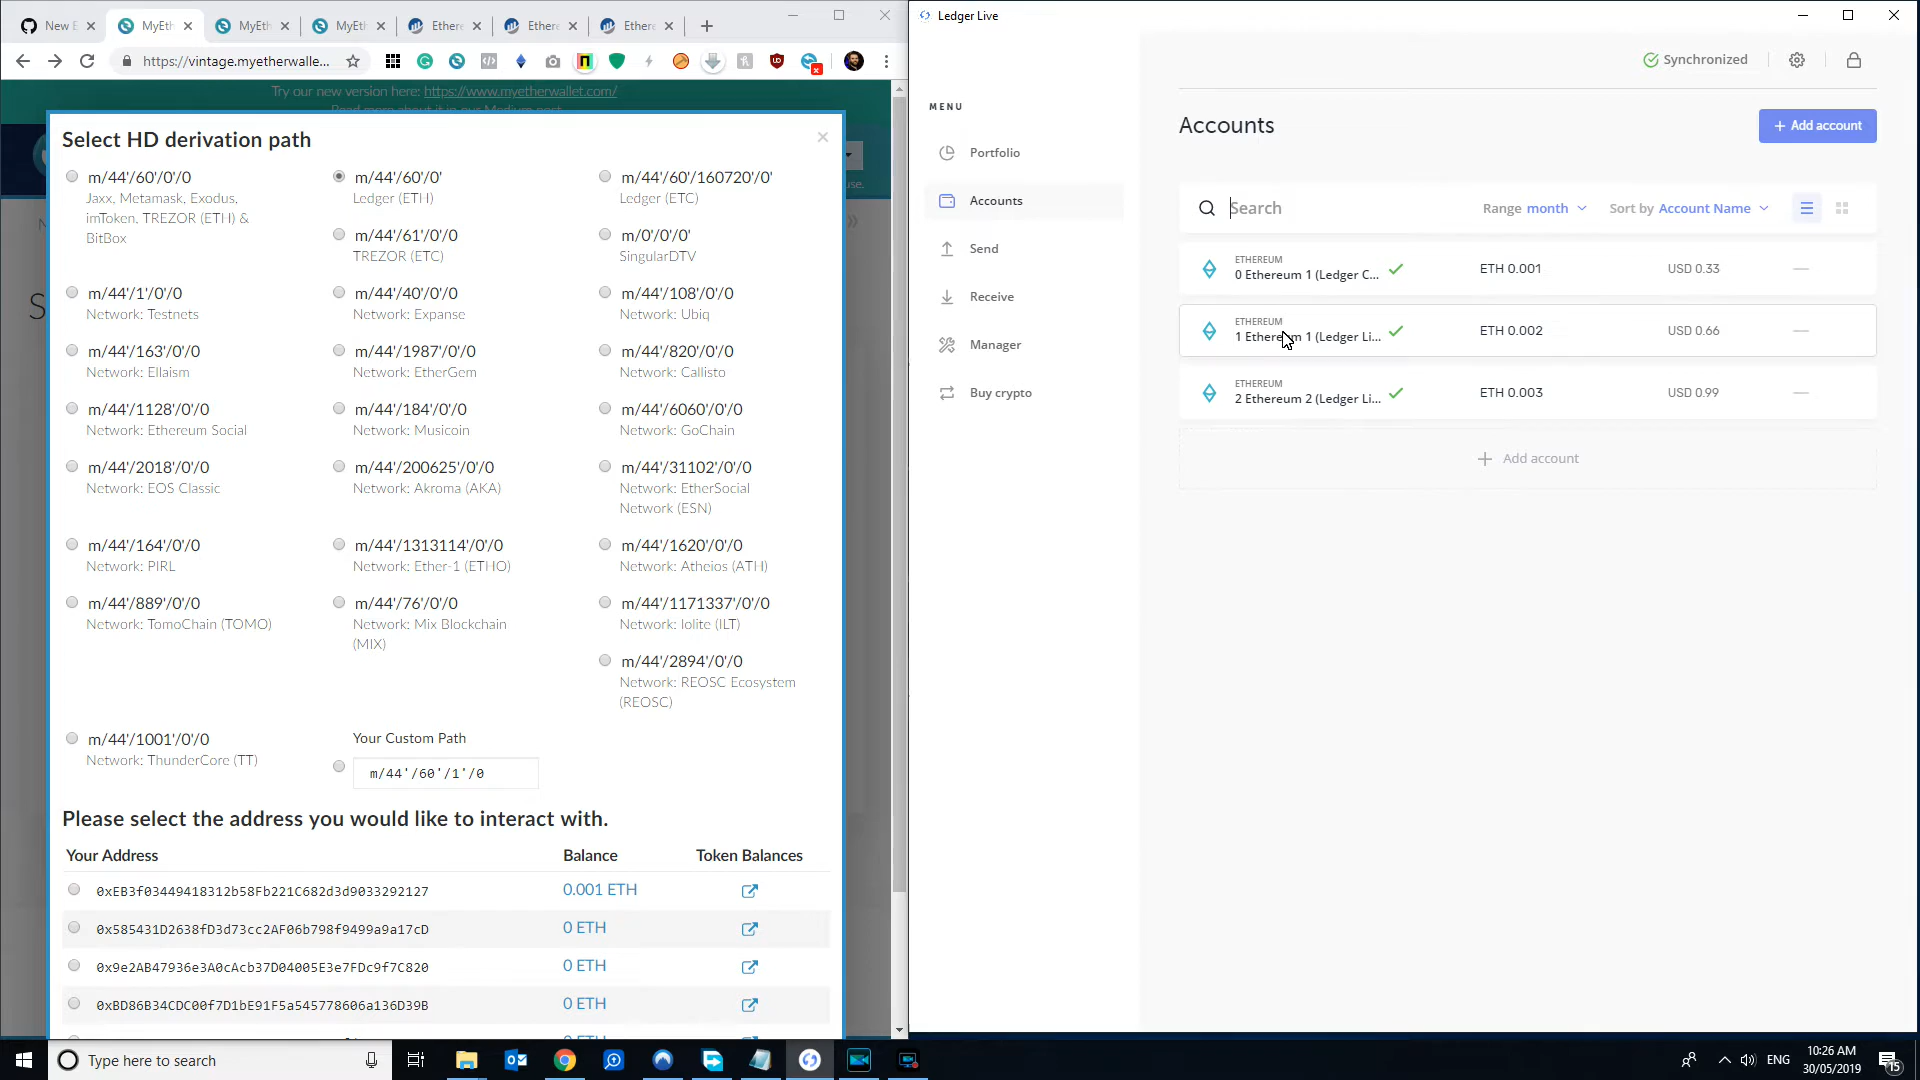 New E
MyEth
MyEth
MyEth
Ethere
Ethere
Ethere
https://vintage.myetherwalle...
Try our new version here: https://www.myetherwallet.com/
Select HD derivation path
m/44'/60'/0'/0
Jaxx, Metamask, Exodus,
imToken, TREZOR (ETH) &
BitBox
m/44'/60'/0'
Ledger (ETH)
m/44'/60'/160720'/0'
Ledger (ETC)
m/44'/61'/0'/0
TREZOR (ETC)
m/0'/0'/0'
SingularDTV
m/44'/1'/0'/0
Network: Testnets
m/44'/40'/0'/0
Network: Expanse
m/44'/108'/0'/0
Network: Ubiq
m/44'/163'/0'/0
Network: Ellaism
m/44'/1987'/0'/0
Network: EtherGem
m/44'/820'/0'/0
Network: Callisto
m/44'/1128'/0'/0
Network: Ethereum Social
m/44'/184'/0'/0
Network: Musicoin
m/44'/6060'/0'/0
Network: GoChain
m/44'/2018'/0'/0
Network: EOS Classic
m/44'/200625'/0'/0
Network: Akroma (AKA)
m/44'/31102'/0'/0
Network: EtherSocial
Network (ESN)
m/44'/164'/0'/0
Network: PIRL
m/44'/1313114'/0'/0
Network: Ether-1 (ETHO)
m/44'/1620'/0'/0
Network: Atheios (ATH)
m/44'/889'/0'/0
Network: TomoChain (TOMO)
m/44'/76'/0'/0
Network: Mix Blockchain
(MIX)
m/44'/1171337'/0'/0
Network: Iolite (ILT)
m/44'/2894'/0'/0
Network: REOSC Ecosystem
(REOSC)
m/44'/1001'/0'/0
Network: ThunderCore (TT)
Your Custom Path
m/44'/60'/1'/0
Please select the address you would like to interact with.
Your Address Balance Token Balances
0xEB3f03449418312b58Fb221C682d3d9033292127 0.001 ETH
0x585431D2638fD3d73cc2AF06b798f9499a9a17cD 0 ETH
0x9e2AB47936e3A0cAcb37D04005E3e7FDc9f7C820 0 ETH
0xBD86B34CDC00f7D1bE91F5a545778606a136D39B 0 ETH
Ledger Live
Synchronized
MENU
Portfolio
Accounts
Send
Receive
Manager
Buy crypto
Accounts
+ Add account
Search
Range month
Sort by Account Name
ETHEREUM
0 Ethereum 1 (Ledger C...
ETH 0.001
USD 0.33
—
ETHEREUM
1 Ethereum 1 (Ledger Li...
ETH 0.002
USD 0.66
—
ETHEREUM
2 Ethereum 2 (Ledger Li...
ETH 0.003
USD 0.99
—
+ Add account
Type here to search
ENG
10:26 AM
30/05/2019
15